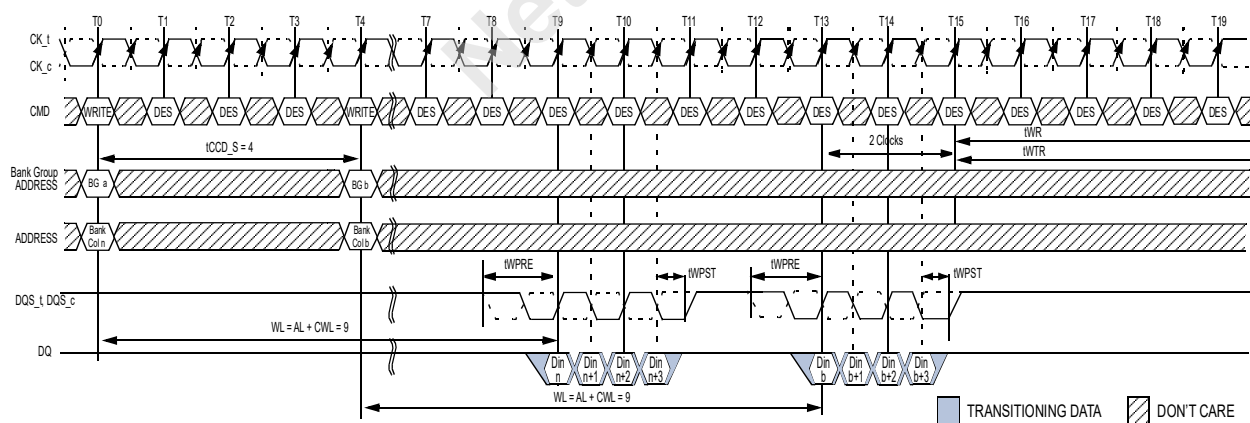 T0 T1 T2 T3 T4 T7 T8 T9 T10 T11 T12 T13 T14 T15 T16 T17 T18 T19
CK_t
CK_c
CMD WRITE DES DES DES WRITE DES DES DES DES DES DES DES DES DES DES DES DES DES
tCCD_S = 4
2 Clocks
tWR
tWTR
Bank Group
ADDRESS
BG a
BG b
ADDRESS
Bank
Col n
Bank
Col b
tWPRE
tWPST
tWPRE
tWPST
DQS_t, DQS_c
WL = AL + CWL = 9
DQ
Din
n
Din
n+1
Din
n+2
Din
n+3
Din
b
Din
b+1
Din
b+2
Din
b+3
WL = AL + CWL = 9
TRANSITIONING DATA
DON'T CARE